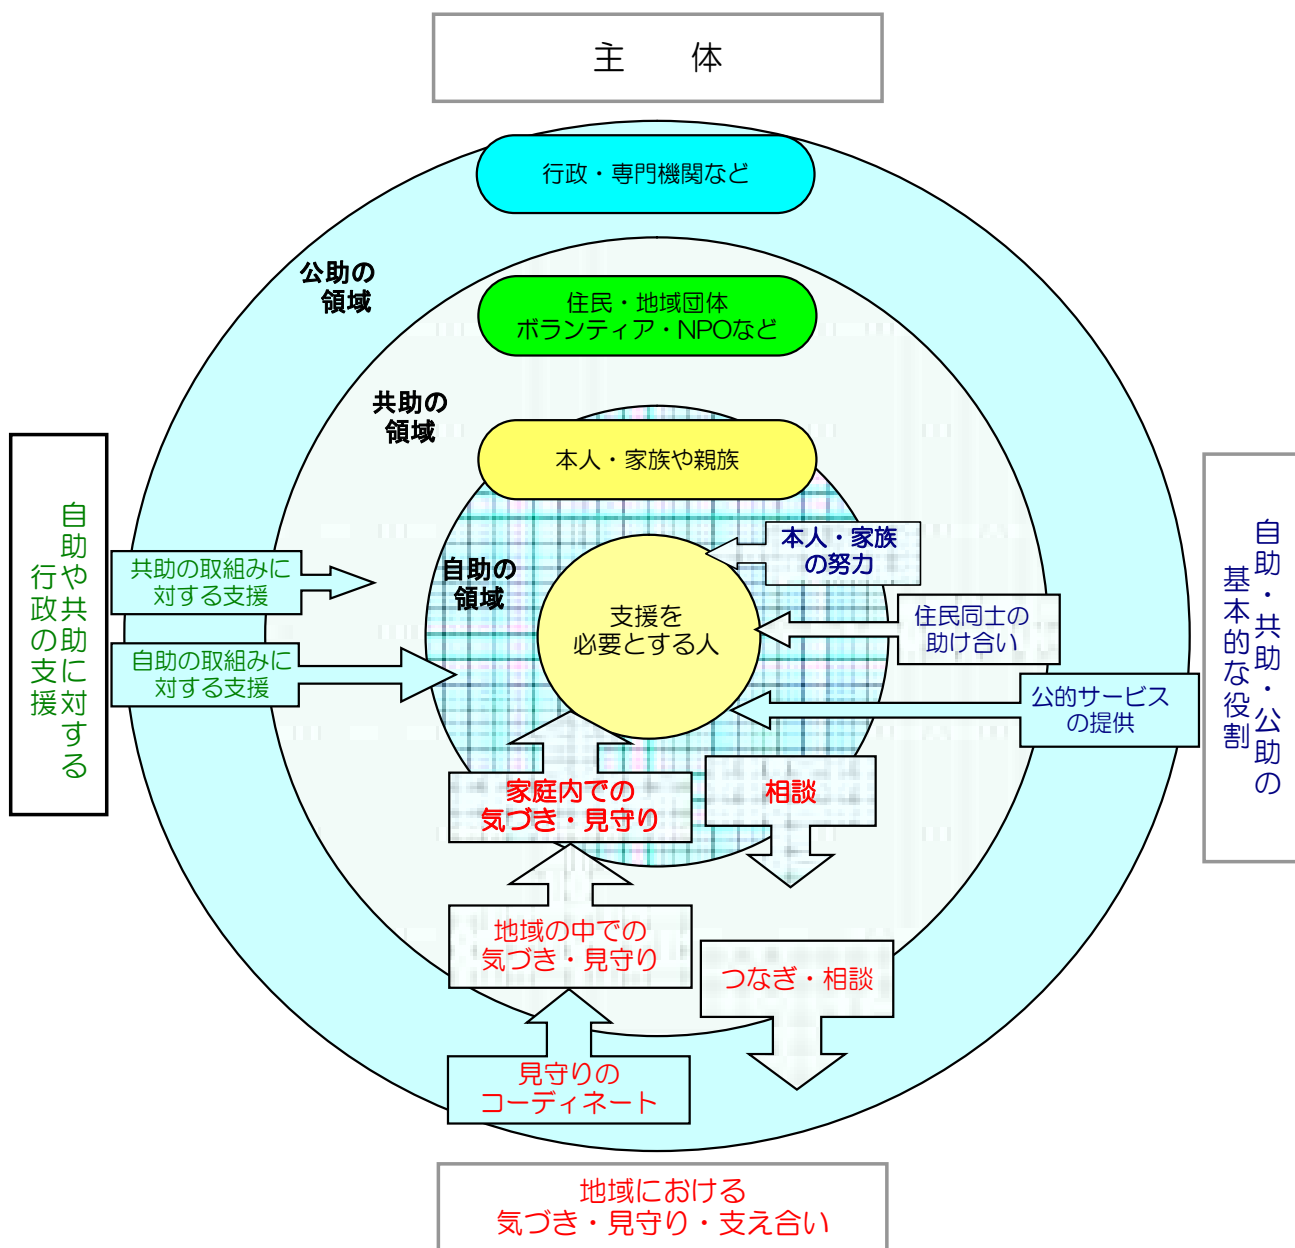 主　体
行政・専門機関など
公助の
領域
住民・地域団体
ボランティア・NPOなど
共助の
領域
本人・家族や親族
自助の
領域
支援を
必要とする人
本人・家族
の努力
住民同士の
助け合い
公的サービス
の提供
自助・共助・公助の
基本的な役割
自助や共助に対する
行政の支援
共助の取組みに
対する支援
自助の取組みに
対する支援
家庭内での
気づき・見守り
相談
地域の中での
気づき・見守り
つなぎ・相談
見守りの
コーディネート
地域における
気づき・見守り・支え合い